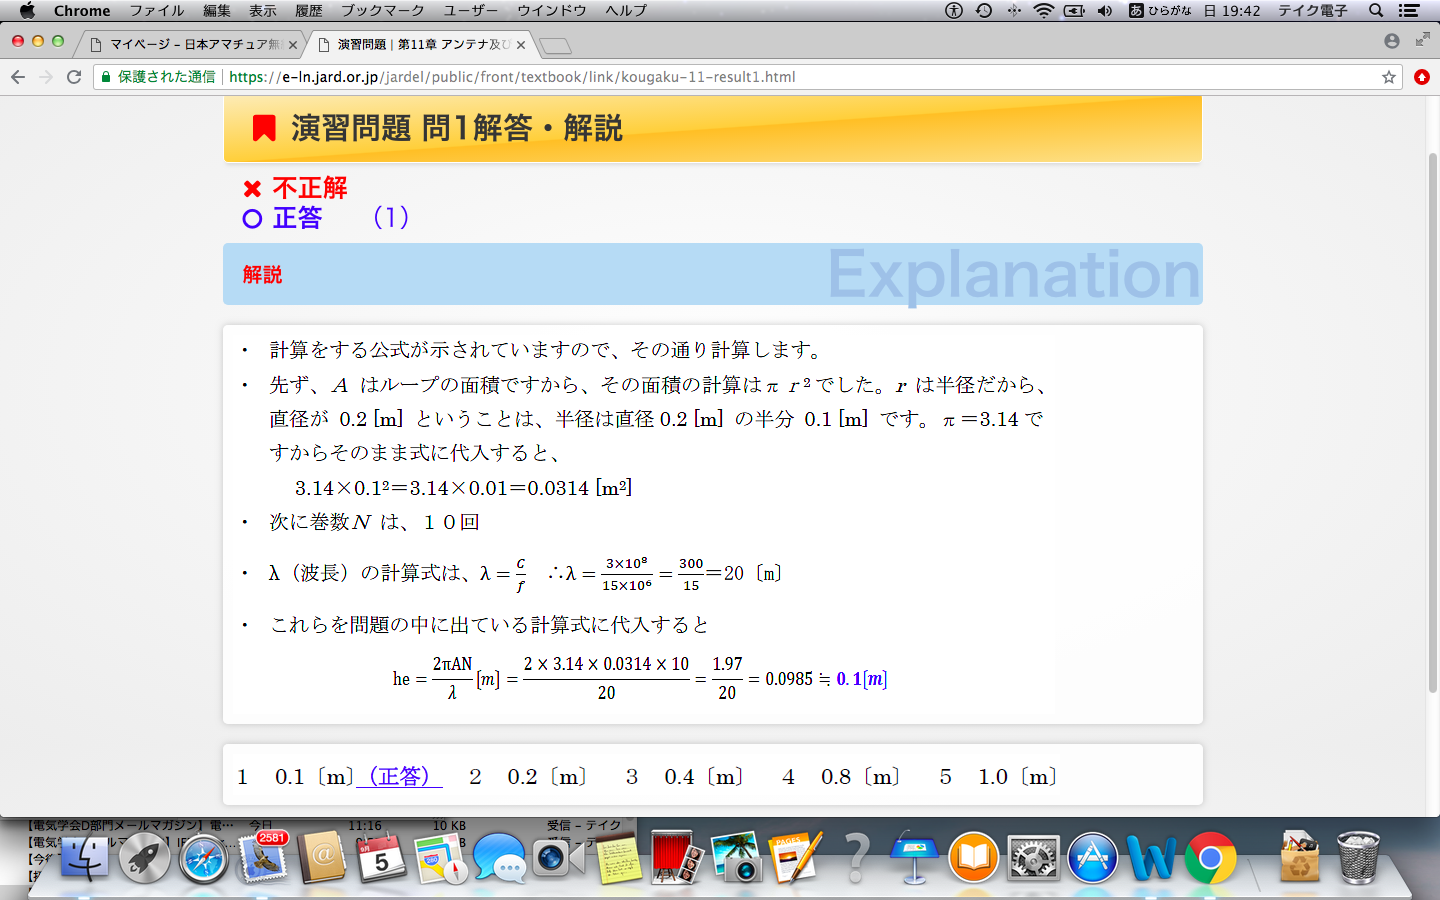 Chrome ファイル 編集 表示 履歴 ブックマーク ユーザー ウインドウ ヘルプ あ ひらがな 日 19:42 テイク電子
マイページ – 日本アマチュア無 演習問題 | 第11章 アンテナ及び
保護された通信 https://e-ln.jard.or.jp/jardel/public/front/textbook/link/kougaku-11-result1.html
演習問題 問1解答・解説
不正解
正答 （1）
解説 Explanation
・ 計算をする公式が示されていますので、その通り計算します。
・ 先ず、A はループの面積ですから、その面積の計算はπ r²でした。r は半径だから、
直径が 0.2 [m] ということは、半径は直径 0.2 [m] の半分 0.1 [m] です。π＝3.14 で
すからそのまま式に代入すると、
3.14×0.1²＝3.14×0.01＝0.0314 [m²]
・ 次に巻数N は、１０回
・ λ（波長）の計算式は、λ = C/f ∴λ = 3×10⁸/15×10⁶ = 300/15＝20〔m〕
・ これらを問題の中に出ている計算式に代入すると
he = 2πAN/λ [m] = 2 × 3.14 × 0.0314 × 10/20 = 1.97/20 = 0.0985 ≒ 0.1[m]
1 0.1〔m〕（正答） 2 0.2〔m〕 3 0.4〔m〕 4 0.8〔m〕 5 1.0〔m〕
【電気学会D部門メールマガジン】電… 今日 11:16 10 KB 受信 – テイク
2581
5
PAGES